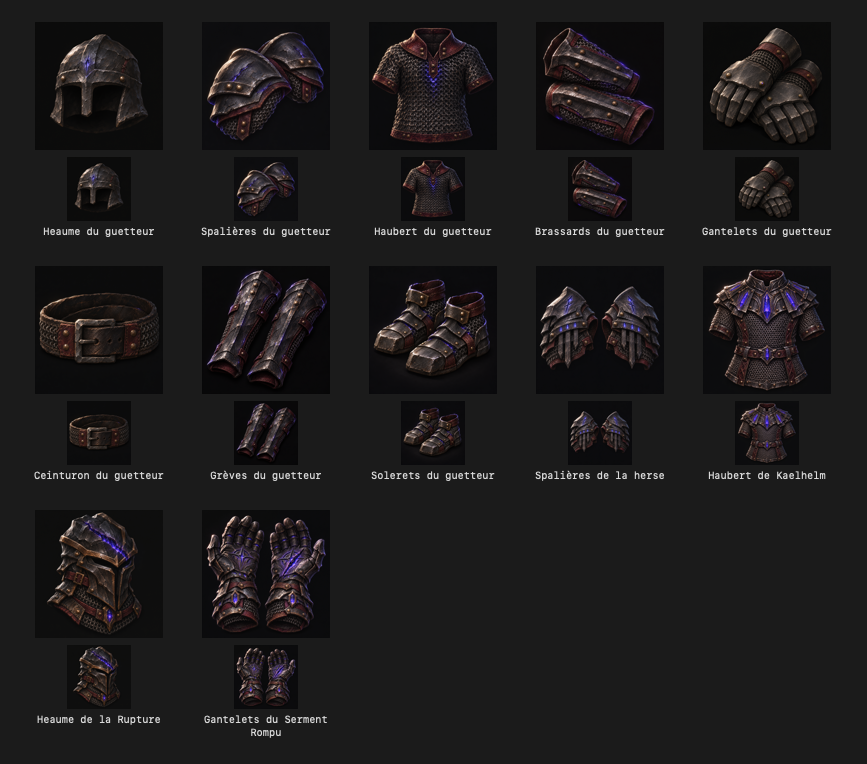 Heaume du guetteur
Spalières du guetteur
Haubert du guetteur
Brassards du guetteur
Gantelets du guetteur
Ceinturon du guetteur
Grèves du guetteur
Solerets du guetteur
Spalières de la herse
Haubert de Kaelhelm
Heaume de la Rupture
Gantelets du Serment
Rompu